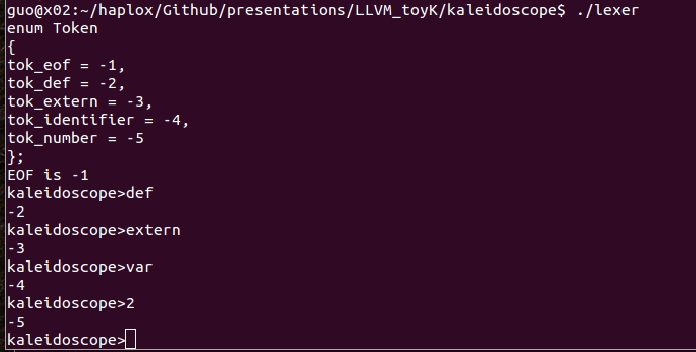 guo@x02:~/haplox/Github/presentations/LLVM_toyK/kaleidoscope$ ./lexer
enum Token
{
tok_eof = -1,
tok_def = -2,
tok_extern = -3,
tok_identifier = -4,
tok_number = -5
};
EOF is -1
kaleidoscope>def
-2
kaleidoscope>extern
-3
kaleidoscope>var
-4
kaleidoscope>2
-5
kaleidoscope>